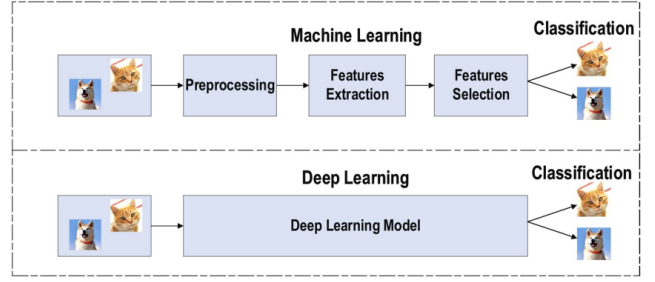 Machine Learning
Classification
Preprocessing
Features
Extraction
Features
Selection
Deep Learning
Classification
Deep Learning Model